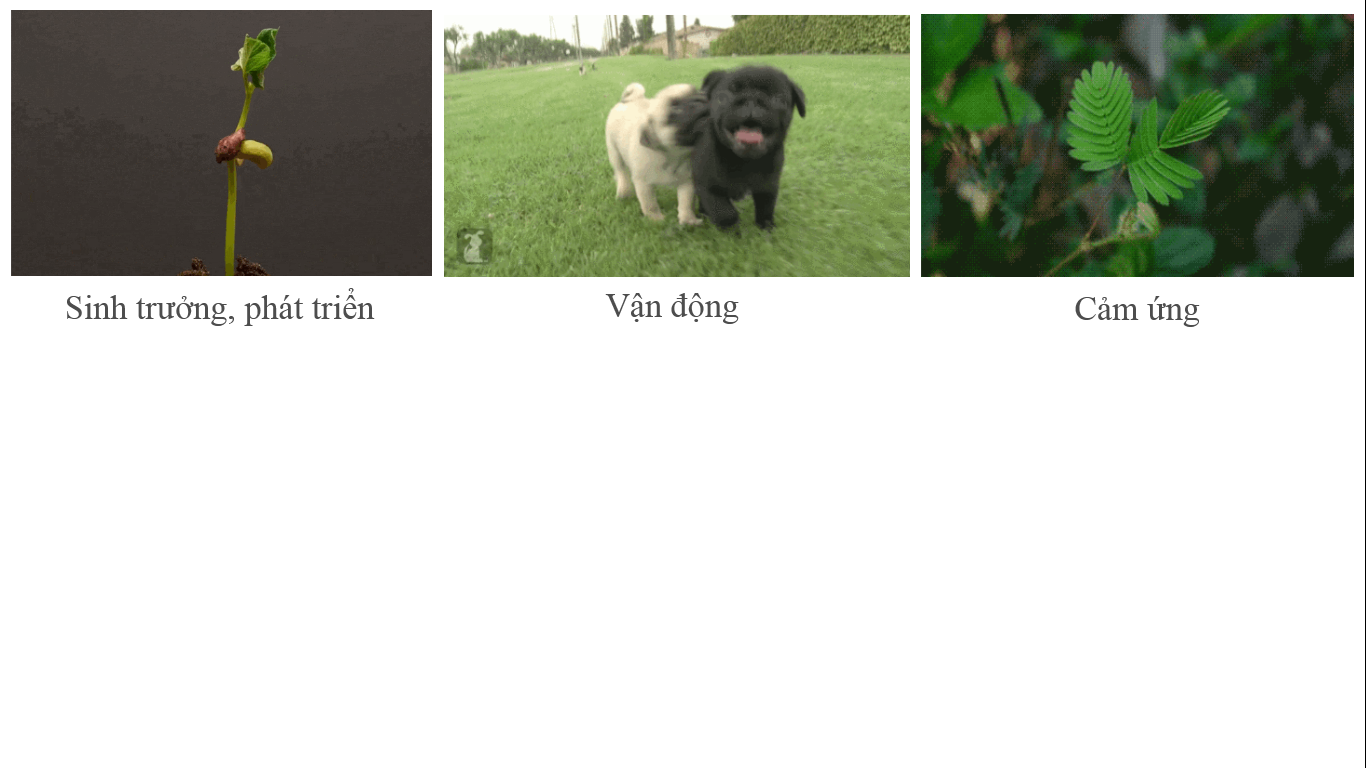 Sinh trưởng, phát triển
Vận động
Cảm ứng